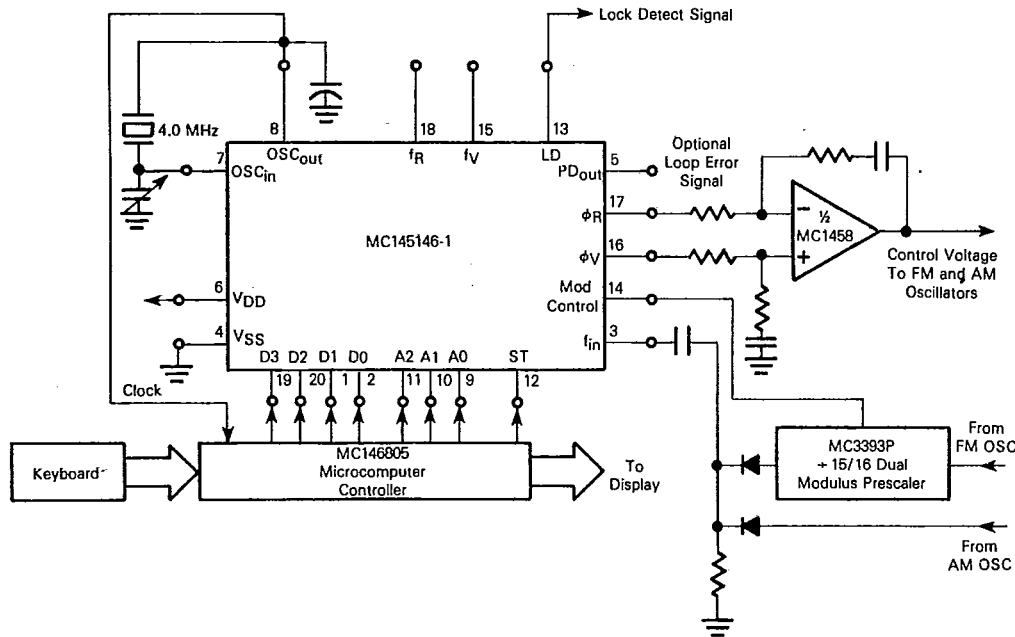 Lock Detect Signal
4.0 MHz
8
18
15
13
OSCout
fR
fV
LD
7
OSCin
PDout
5
Optional
Loop Error
Signal
ϕR
17
MC145146-1
ϕV
16
−
+
½
MC1458
Control Voltage
To FM and AM
Oscillators
6
VDD
Mod
Control
14
4
VSS
fin
3
D3
D2
D1
D0
A2
A1
A0
ST
19
20
1
2
11
10
9
12
Clock
Keyboard
MC146805
Microcomputer
Controller
To
Display
MC3393P
÷ 15/16 Dual
Modulus Prescaler
From
FM OSC
From
AM OSC